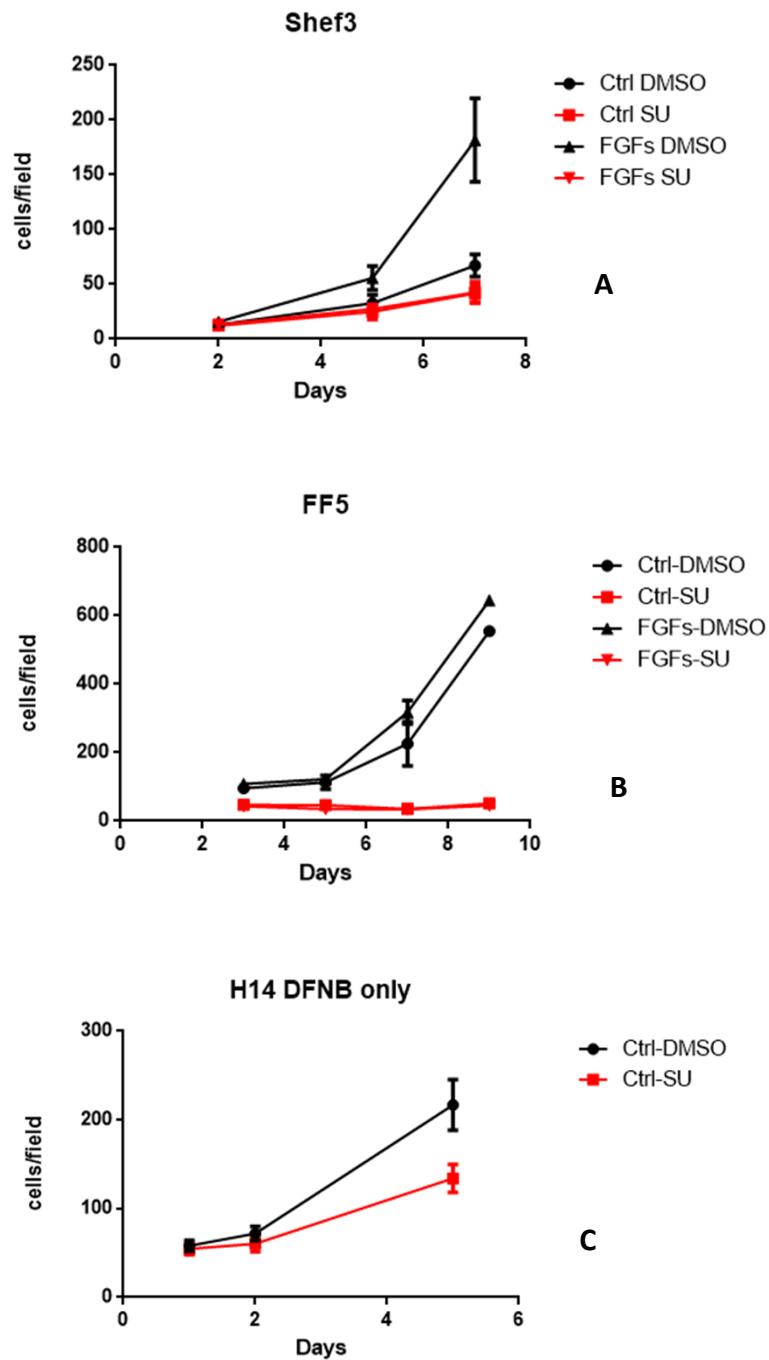 Shef3
250
200
150
100
50
0
cells/field
0 2 4 6 8
Days
Ctrl DMSO
Ctrl SU
FGFs DMSO
FGFs SU
A
FF5
800
600
400
200
0
cells/field
0 2 4 6 8 10
Days
Ctrl-DMSO
Ctrl-SU
FGFs-DMSO
FGFs-SU
B
H14 DFNB only
300
200
100
0
cells/field
0 2 4 6
Days
Ctrl-DMSO
Ctrl-SU
C